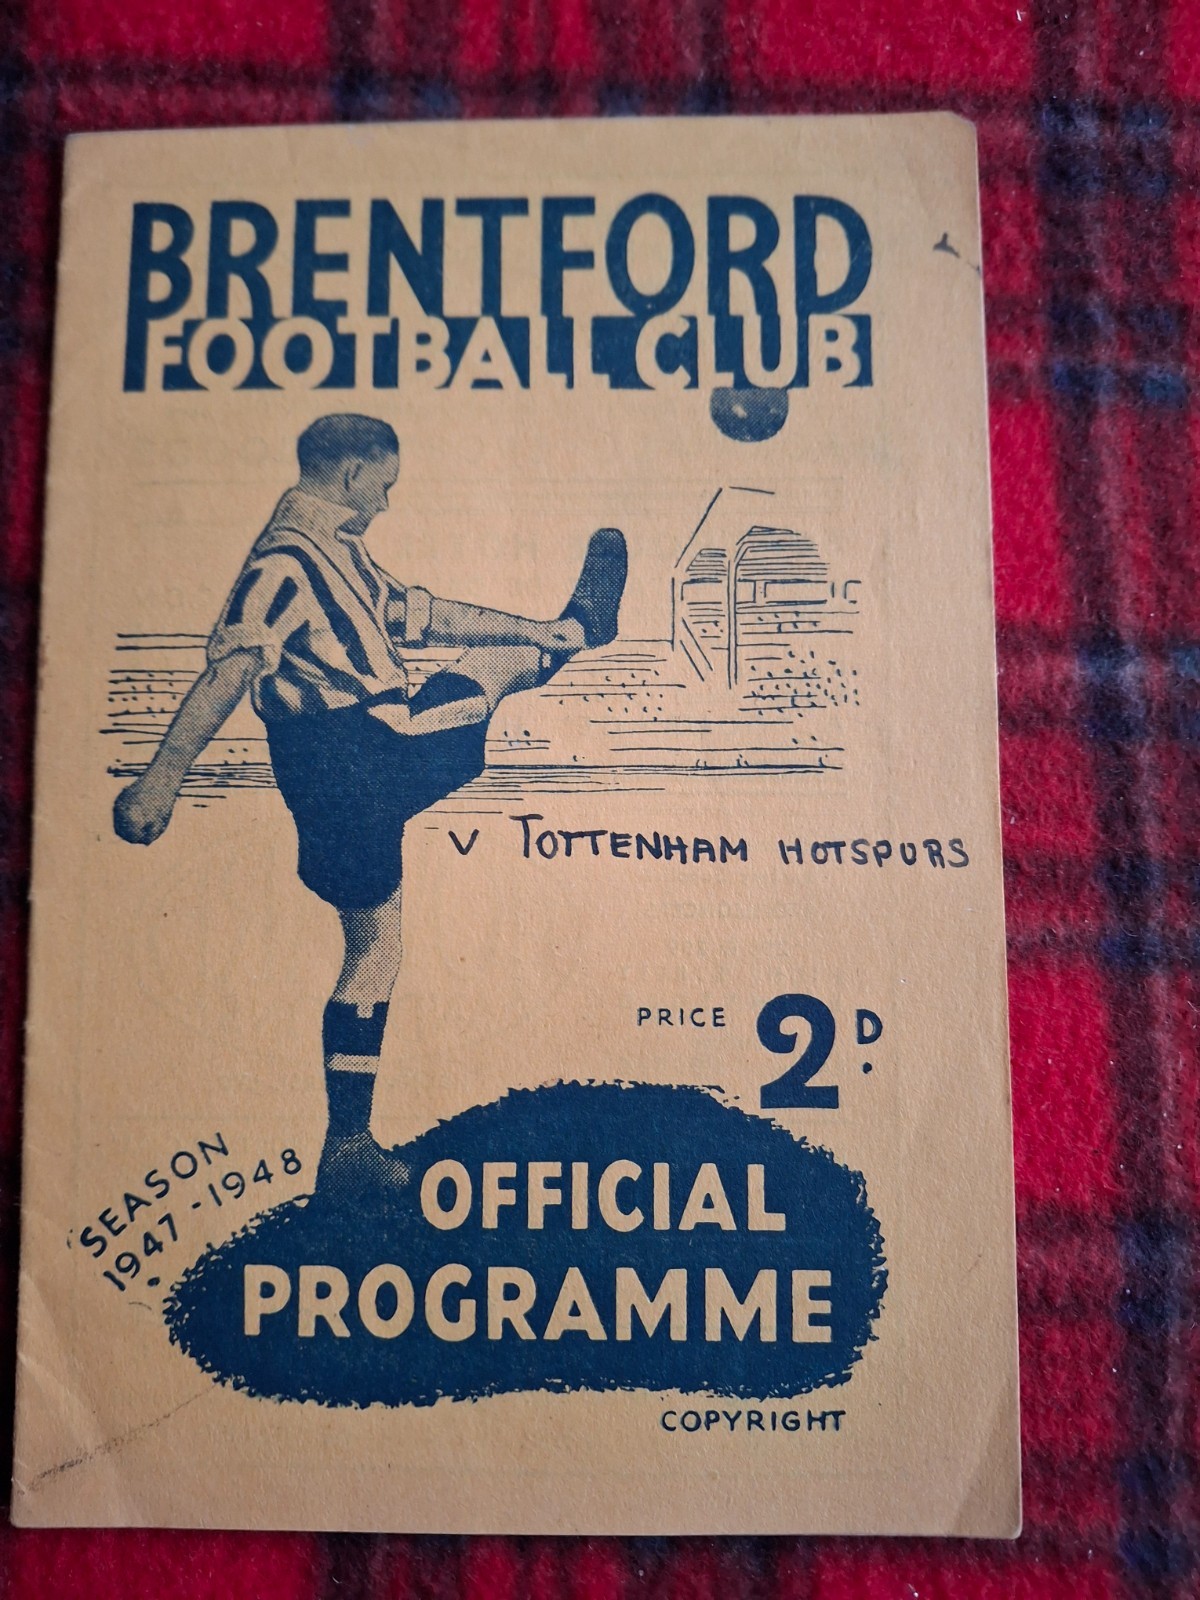 BRENTFORD
FOOTBALL CLUB
V TOTTENHAM HOTSPURS
PRICE 2D.
SEASON
1947-1948
OFFICIAL
PROGRAMME
COPYRIGHT